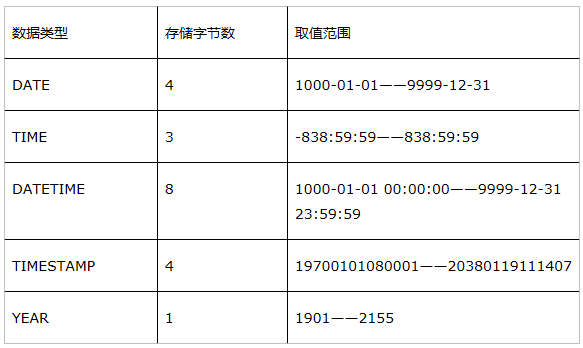 数据类型 存储字节数 取值范围
DATE 4 1000-01-01——9999-12-31
TIME 3 -838:59:59——838:59:59
DATETIME 8 1000-01-01 00:00:00——9999-12-31
23:59:59
TIMESTAMP 4 19700101080001——20380119111407
YEAR 1 1901——2155